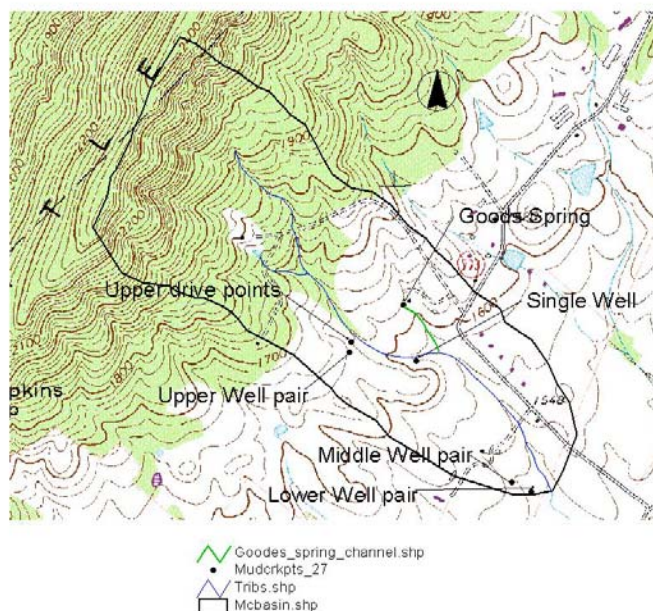 E
L
T
1900
Goods Spring
Single Well
Upper drive points
1600
1700
Upper Well pair
1548
Middle Well pair
Lower Well pair
pkins
Goodes_spring_channel.shp
Mudcrkpts_27
Tribs.shp
Mcbasin.shp